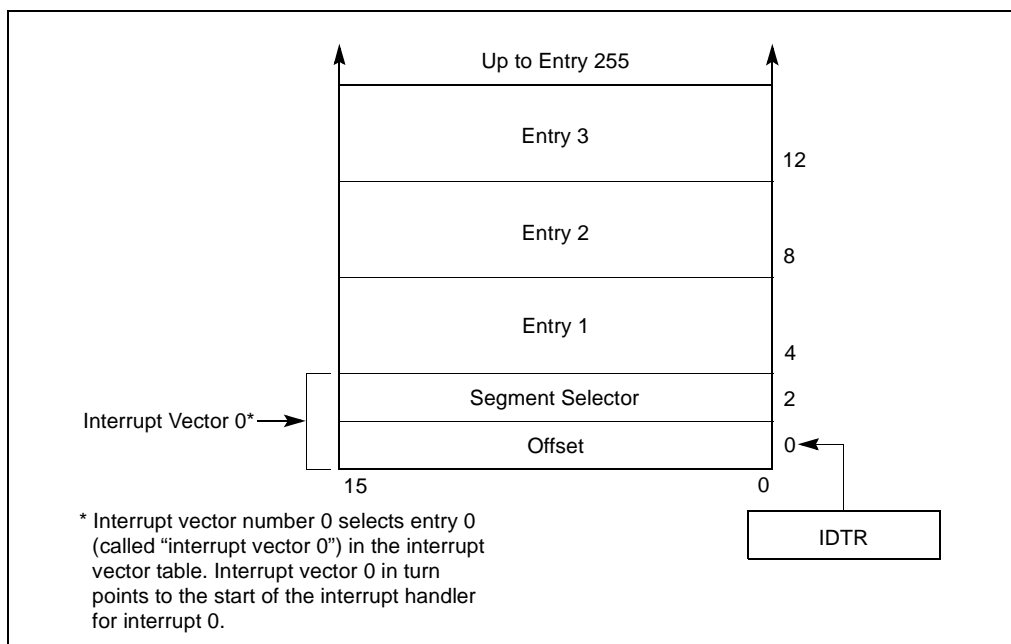 Up to Entry 255
Entry 3
12
Entry 2
8
Entry 1
4
Segment Selector
2
Interrupt Vector 0*
Offset
0
15
0
IDTR
* Interrupt vector number 0 selects entry 0
(called “interrupt vector 0”) in the interrupt
vector table. Interrupt vector 0 in turn
points to the start of the interrupt handler
for interrupt 0.